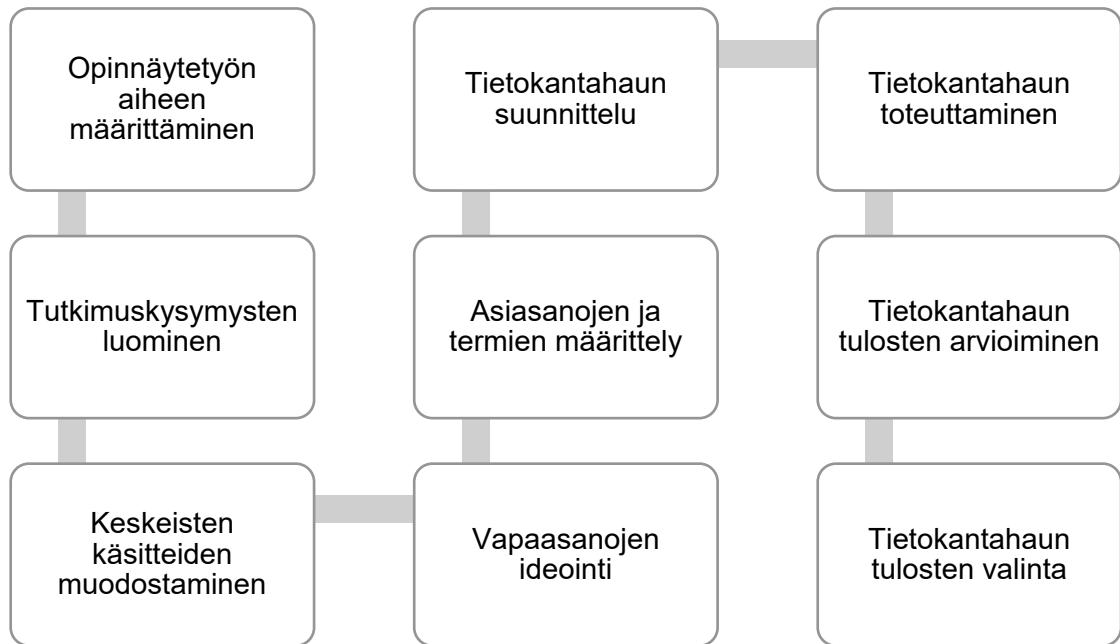 Opinnäytetyön
aiheen
määrittäminen
Tutkimuskysymysten
luominen
Keskeisten
käsitteiden
muodostaminen
Vapaasanojen
ideointi
Asiasanojen ja
termien määrittely
Tietokantahaun
suunnittelu
Tietokantahaun
toteuttaminen
Tietokantahaun
tulosten arvioiminen
Tietokantahaun
tulosten valinta